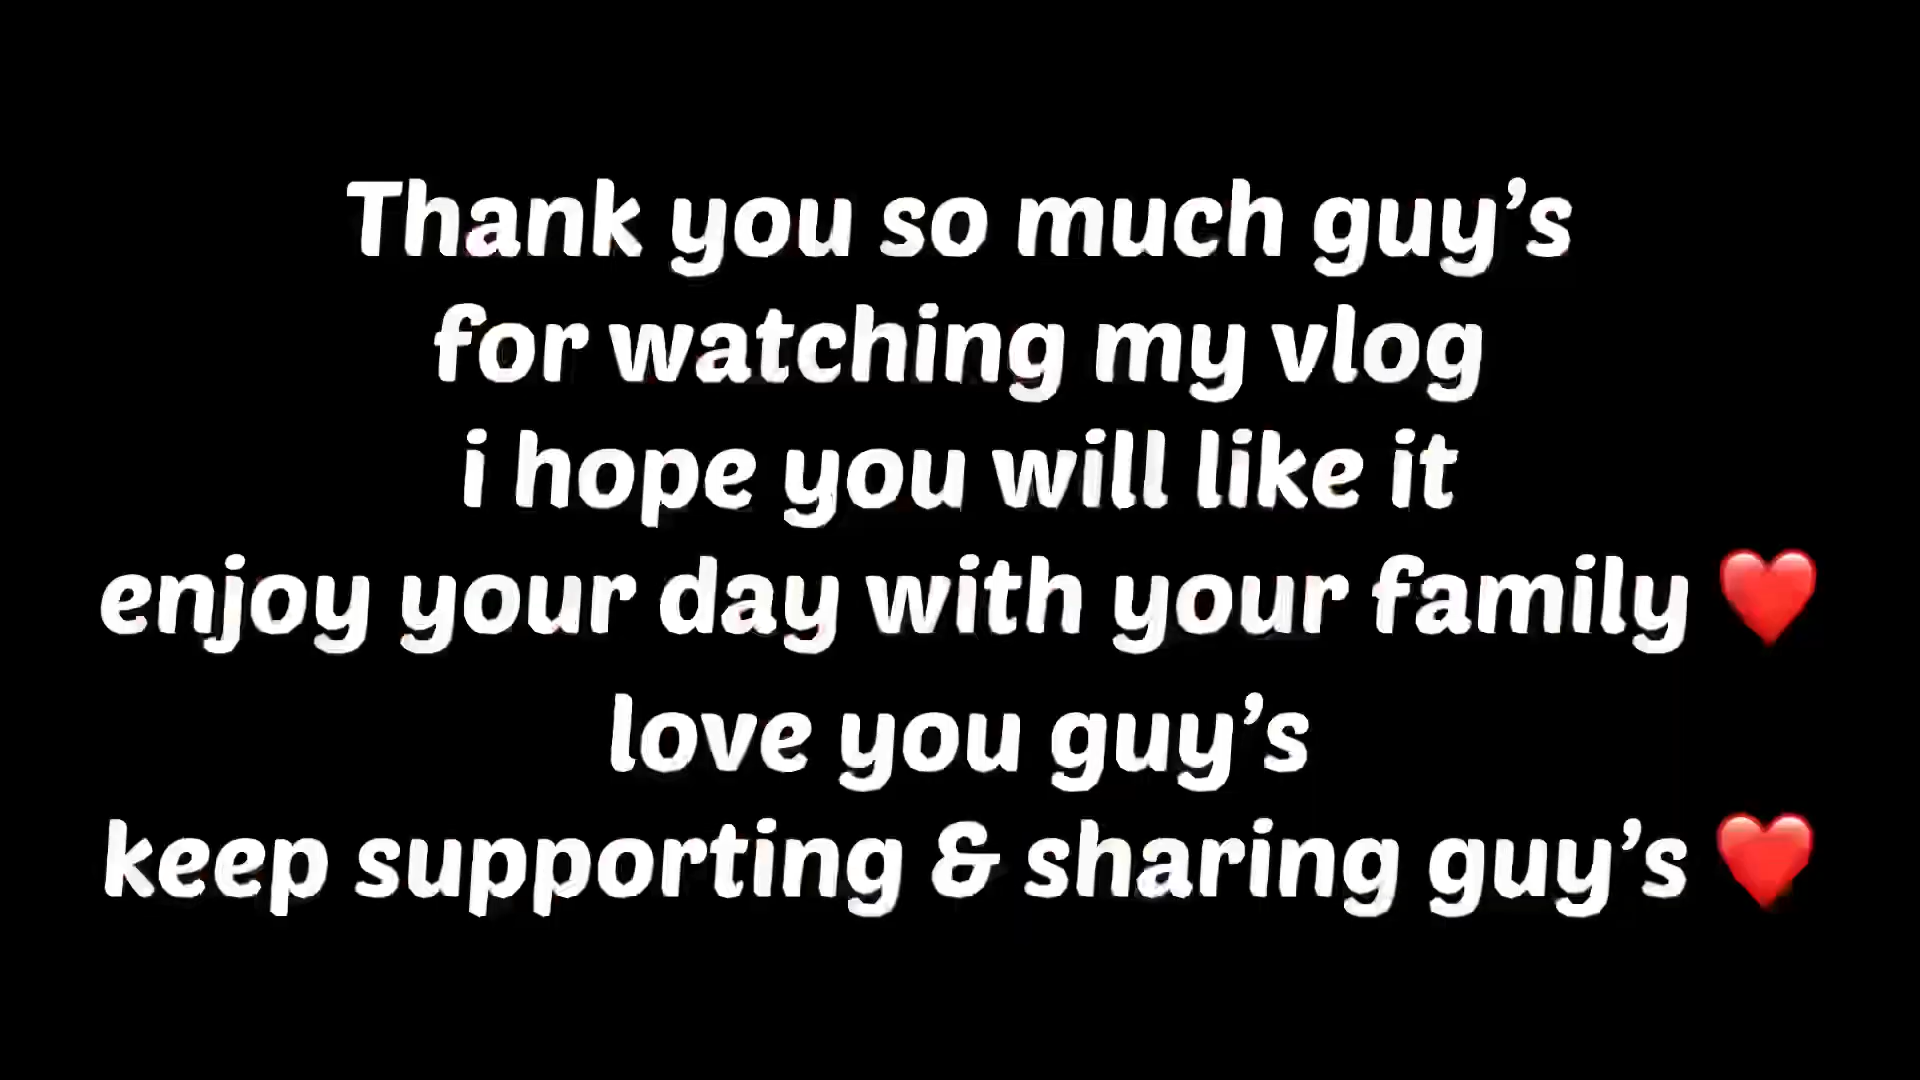 Thank you so much guy’s
for watching my vlog
i hope you will like it
enjoy your day with your family ❤️
love you guy’s
keep supporting & sharing guy’s ❤️